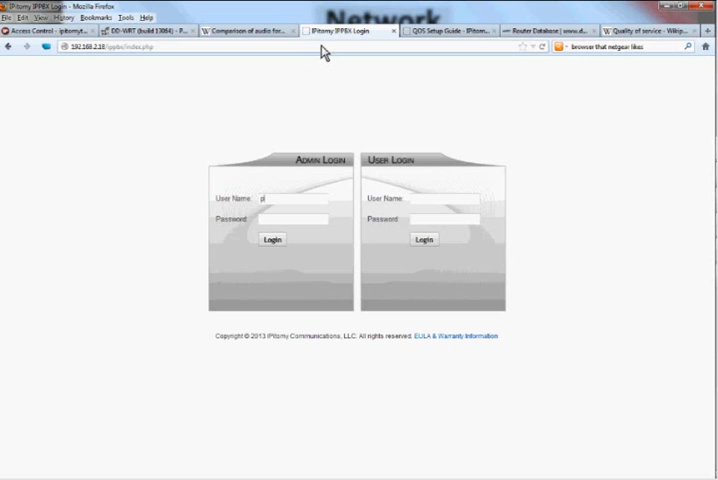 IPitomy IPPBX Login - Mozilla Firefox
Network
File Edit View History Bookmarks Tools Help
Access Control - ipitomyt... DD-WRT (build 13064) - P... Comparison of audio for... IPitomy IPPBX Login QOS Setup Guide - IPitom... Router Database | www.d... Quality of service - Wikip...
192.168.2.18/ippbx/index.php browser that netgear likes
Admin Login User Login
User Name: p User Name:
Password: Password:
Login Login
Copyright © 2013 IPitomy Communications, LLC. All rights reserved. EULA & Warranty Information